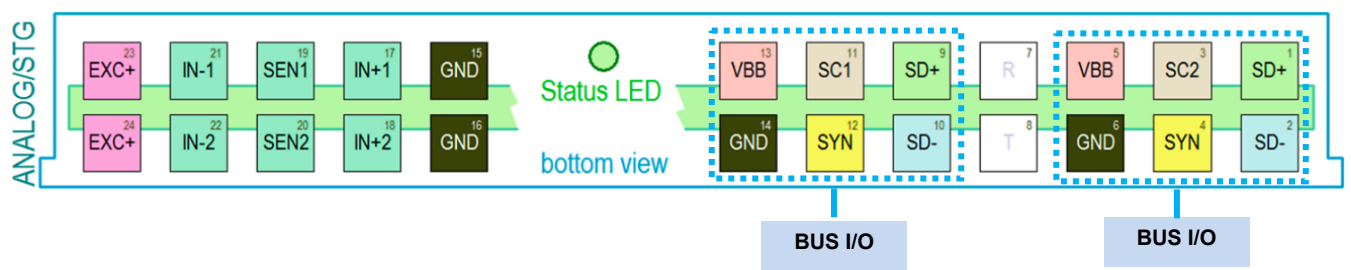 ANALOG/STG
23 EXC+ 21 IN-1 19 SEN1 17 IN+1 15 GND
Status LED
13 VBB 11 SC1 9 SD+ 7 R 5 VBB 3 SC2 1 SD+
24 EXC+ 22 IN-2 20 SEN2 18 IN+2 16 GND
bottom view
14 GND 12 SYN 10 SD- 8 T 6 GND 4 SYN 2 SD-
BUS I/O
BUS I/O